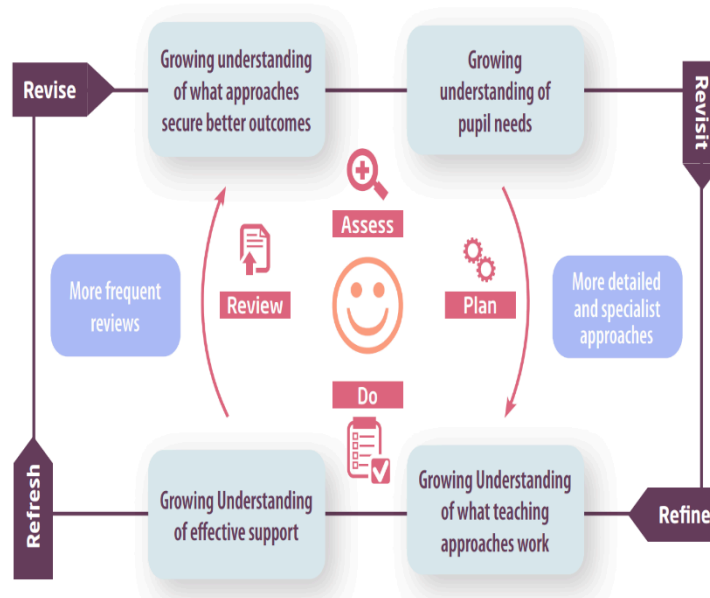 Growing understanding
of what approaches
secure better outcomes
Growing
understanding of
pupil needs
Revise
Revisit
Assess
More frequent
reviews
Review
Plan
More detailed
and specialist
approaches
Do
Growing Understanding
of effective support
Growing Understanding
of what teaching
approaches work
Refresh
Refine